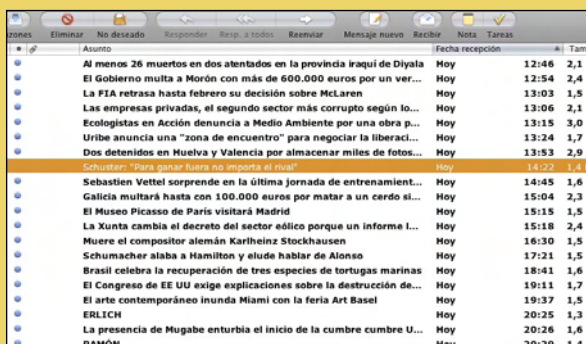 zones Eliminar No deseado Responder Resp. a todos Reenviar Mensaje nuevo Recibir Nota Tareas
Asunto Fecha recepción Tam
Al menos 26 muertos en dos atentados en la provincia iraquí de Diyala Hoy 12:46 2,1
El Gobierno multa a Morón con más de 600.000 euros por un ver... Hoy 12:54 2,4
La FIA retrasa hasta febrero su decisión sobre McLaren Hoy 13:03 1,5
Las empresas privadas, el segundo sector más corrupto según lo... Hoy 13:06 2,1
Ecologistas en Acción denuncia a Medio Ambiente por una obra p... Hoy 13:15 3,0
Uribe anuncia una "zona de encuentro" para negociar la liberaci... Hoy 13:24 1,7
Dos detenidos en Huelva y Valencia por almacenar miles de fotos... Hoy 13:53 2,9
Schuster: "Para ganar fuera no importa el rival" Hoy 14:22 1,4
Sebastien Vettel sorprende en la última jornada de entrenamient... Hoy 14:45 1,6
Galicia multará hasta con 100.000 euros por matar a un cerdo si... Hoy 15:04 2,3
El Museo Picasso de París visitará Madrid Hoy 15:15 1,5
La Xunta cambia el decreto del sector eólico porque un informe l... Hoy 15:18 2,4
Muere el compositor alemán Karlheinz Stockhausen Hoy 16:30 1,5
Schumacher alaba a Hamilton y elude hablar de Alonso Hoy 17:21 1,5
Brasil celebra la recuperación de tres especies de tortugas marinas Hoy 18:41 1,6
El Congreso de EE UU exige explicaciones sobre la destrucción de... Hoy 19:11 1,7
El arte contemporáneo inunda Miami con la feria Art Basel Hoy 19:37 1,5
ERLICH Hoy 20:25 1,3
La presencia de Mugabe enturbia el inicio de la cumbre cumbre U... Hoy 20:26 1,6
RAMÓN Hoy 20:29 1,4